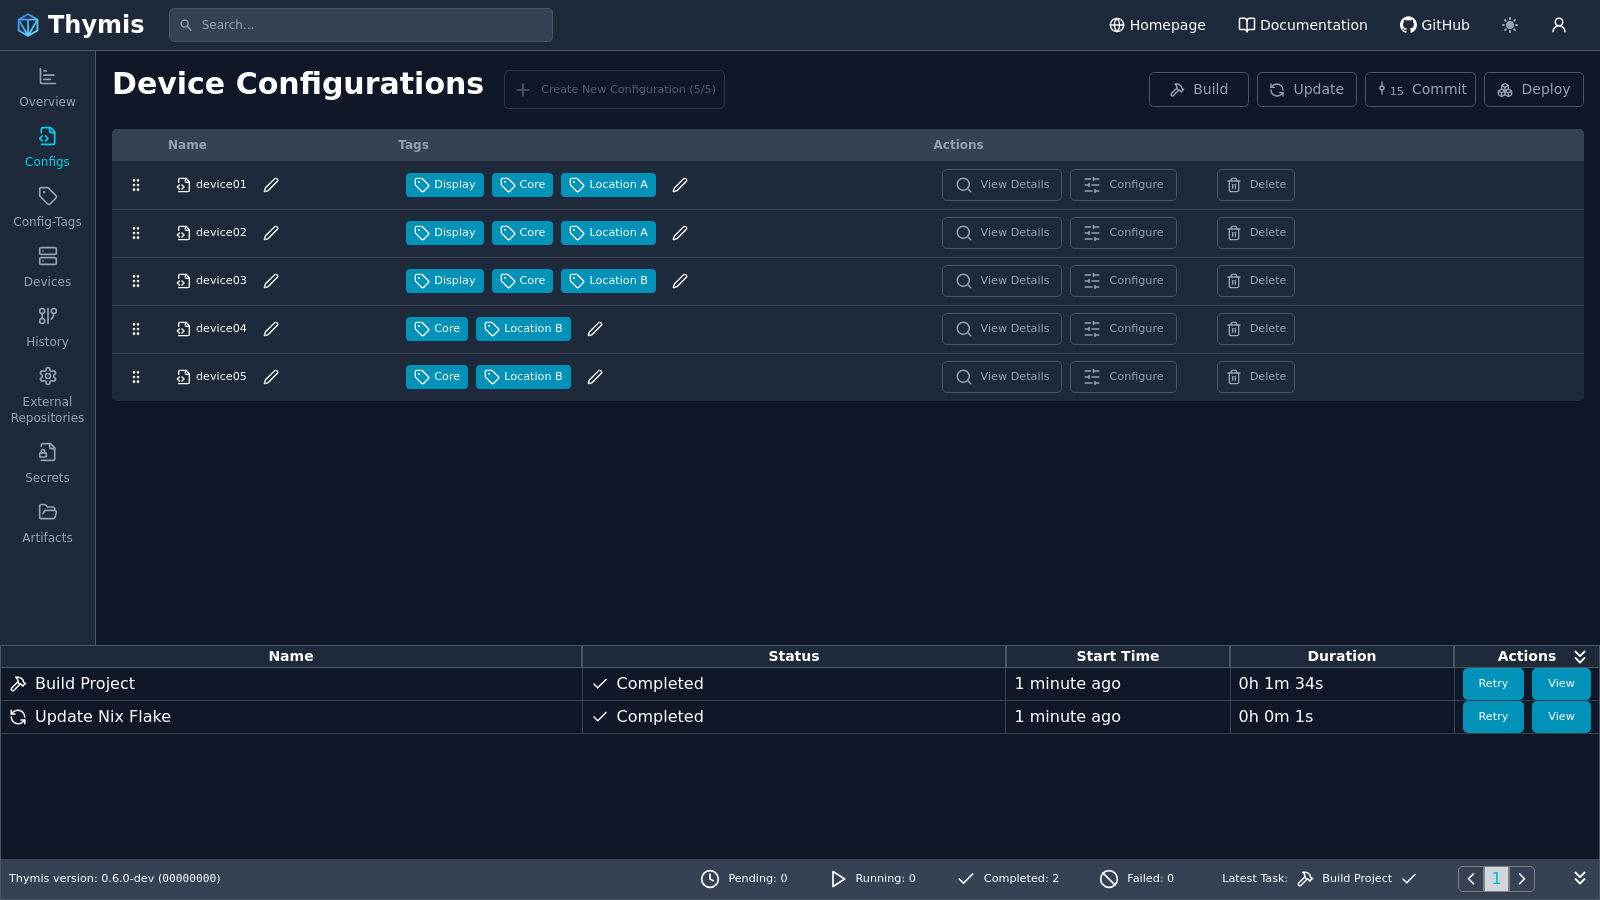 Thymis
Search...
Homepage
Documentation
GitHub
Overview
Configs
Config-Tags
Devices
History
External
Repositories
Secrets
Artifacts
Device Configurations
Create New Configuration (5/5)
Build
Update
15 Commit
Deploy
Name Tags Actions
device01 Display Core Location A View Details Configure Delete
device02 Display Core Location A View Details Configure Delete
device03 Display Core Location B View Details Configure Delete
device04 Core Location B View Details Configure Delete
device05 Core Location B View Details Configure Delete
Name Status Start Time Duration Actions
Build Project Completed 1 minute ago 0h 1m 34s Retry View
Update Nix Flake Completed 1 minute ago 0h 0m 1s Retry View
Thymis version: 0.6.0-dev (00000000) Pending: 0 Running: 0 Completed: 2 Failed: 0 Latest Task: Build Project 1